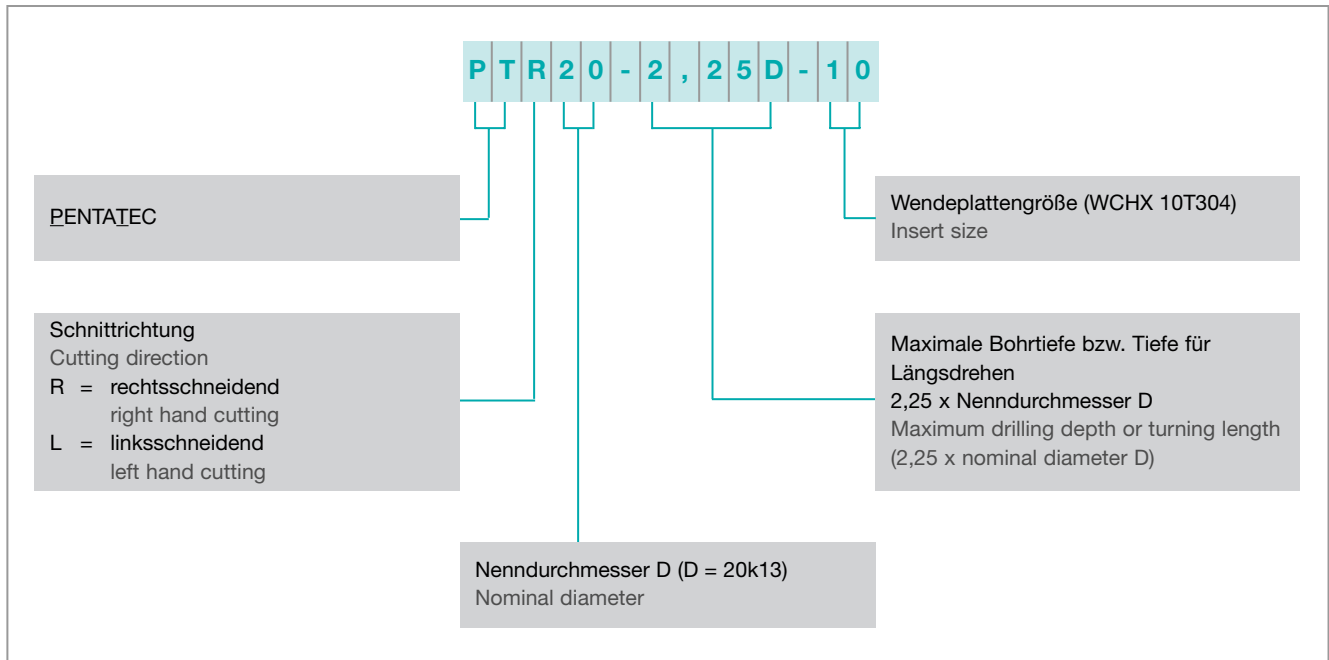 PTR20-2,25D-10
PENTATEC
Wendeplattengröße (WCHX 10T304)
Insert size
Schnittrichtung
Cutting direction
R = rechtsschneidend
right hand cutting
L = linksschneidend
left hand cutting
Maximale Bohrtiefe bzw. Tiefe für
Längsdrehen
2,25 x Nenndurchmesser D
Maximum drilling depth or turning length
(2,25 x nominal diameter D)
Nenndurchmesser D (D = 20k13)
Nominal diameter